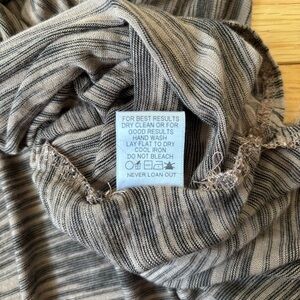 FOR BEST RESULTS
DRY CLEAN OR FOR
GOOD RESULTS
HAND WASH
LAY FLAT TO DRY
COOL IRON
DO NOT BLEACH
NEVER LOAN OUT